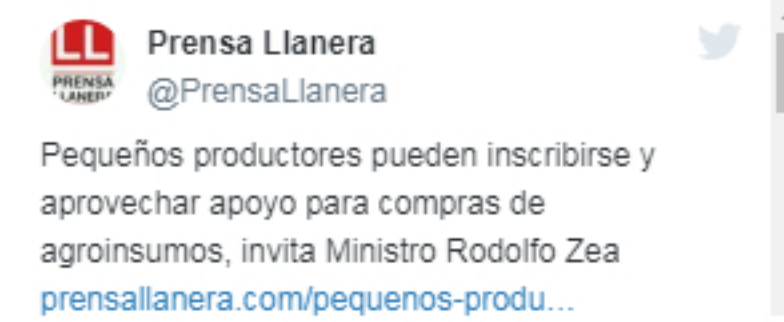 LL
PRENSA
LLANERA
Prensa Llanera
@PrensaLlanera
Pequeños productores pueden inscribirse y
aprovechar apoyo para compras de
agroinsumos, invita Ministro Rodolfo Zea
prensallanera.com/pequenos-produ...